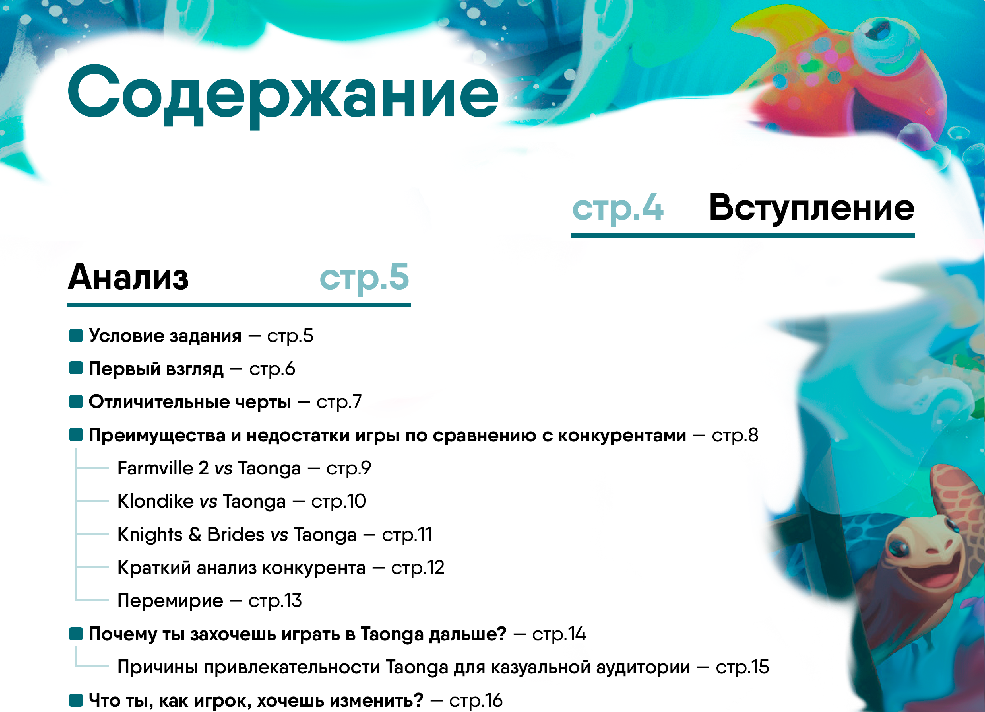 Содержание
стр.4 Вступление
Анализ стр.5
Условие задания – стр.5
Первый взгляд – стр.6
Отличительные черты – стр.7
Преимущества и недостатки игры по сравнению с конкурентами – стр.8
Farmville 2 vs Taonga – стр.9
Klondike vs Taonga – стр.10
Knights & Brides vs Taonga – стр.11
Краткий анализ конкурента – стр.12
Перемирие – стр.13
Почему ты захочешь играть в Taonga дальше? – стр.14
Причины привлекательности Taonga для казуальной аудитории – стр.15
Что ты, как игрок, хочешь изменить? – стр.16